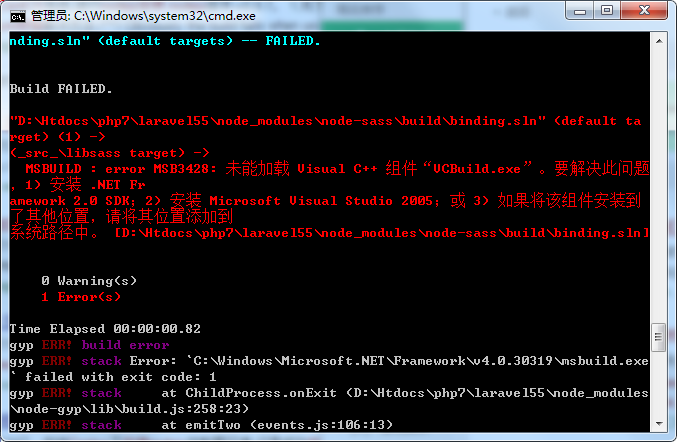 管理员: C:\Windows\system32\cmd.exe
nding.sln" (default targets) -- FAILED.
Build FAILED.
"D:\Htdocs\php7\laravel55\node_modules\node-sass\build\binding.sln" (default ta
rget) (1) ->
(_src_\libsass target) ->
MSBUILD : error MSB3428: 未能加载 Visual C++ 组件“VCBuild.exe”。要解决此问题
，1) 安装 .NET Fr
amework 2.0 SDK；2) 安装 Microsoft Visual Studio 2005；或 3) 如果将该组件安装到
了其他位置，请将其位置添加到
系统路径中。 [D:\Htdocs\php7\laravel55\node_modules\node-sass\build\binding.sln]
0 Warning(s)
1 Error(s)
Time Elapsed 00:00:00.82
gyp ERR! build error
gyp ERR! stack Error: `C:\Windows\Microsoft.NET\Framework\v4.0.30319\msbuild.exe
` failed with exit code: 1
gyp ERR! stack     at ChildProcess.onExit (D:\Htdocs\php7\laravel55\node_modules
\node-gyp\lib\build.js:258:23)
gyp ERR! stack     at emitTwo (events.js:106:13)